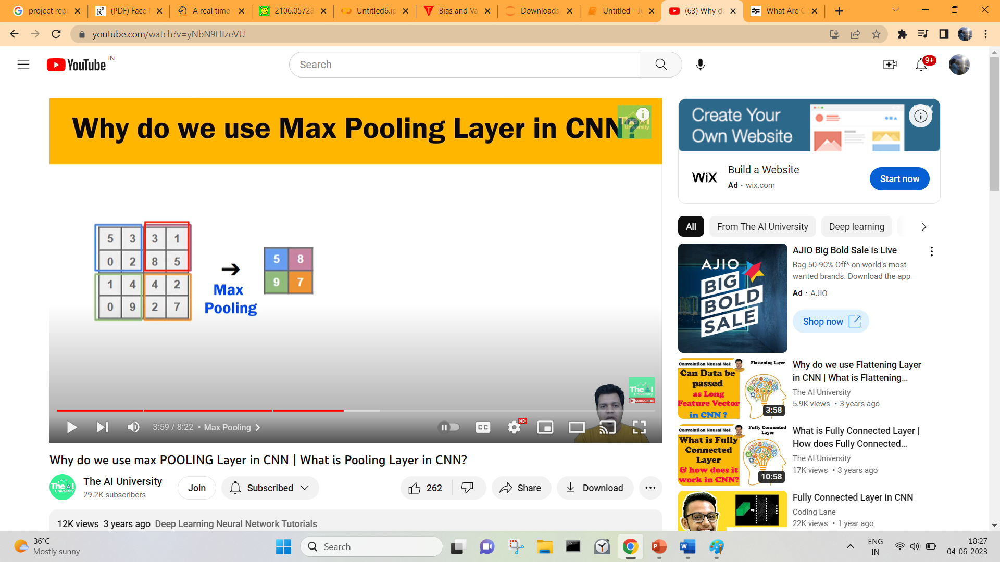 project repo
(PDF) Face
A real time
2106.05728
Untitled6.ip
Bias and Va
Downloads/
Untitled - Ju
(63) Why do
What Are C
youtube.com/watch?v=yNbN9HIzeVU
YouTube IN
Search
9+
Why do we use Max Pooling Layer in CNN?
The AI University
5 3 3 1
0 2 8 5
1 4 4 2
0 9 2 7
Max
Pooling
5 8
9 7
The AI University
SUBSCRIBE
3:59 / 8:22 • Max Pooling
CC
HD
Why do we use max POOLING Layer in CNN | What is Pooling Layer in CNN?
The AI University
The AI University
29.2K subscribers
Join
Subscribed
262
Share
Download
12K views 3 years ago Deep Learning Neural Network Tutorials
Create Your
Own Website
WiX
Build a Website
Ad · wix.com
Start now
All
From The AI University
Deep learning
AJIO
BIG
BOLD
SALE
AJIO Big Bold Sale is Live
Bag 50-90% Off* on world's most
wanted brands. Download the app
Ad · AJIO
Shop now
Convolution Neural Net
Flattening Layer
Can Data be
passed
as Long
Feature Vector
in CNN ?
3:58
Why do we use Flattening Layer
in CNN | What is Flattening...
The AI University
5.9K views • 3 years ago
Convolution Neural Net
Fully Connected
Layer
What is Fully
Connected
Layer
& how does it
work in CNN?
10:58
What is Fully Connected Layer |
How does Fully Connected...
The AI University
17K views • 3 years ago
Fully Connected Layer in CNN
Coding Lane
22K views • 1 year ago
36°C
Mostly sunny
Search
ENG
IN
18:27
04-06-2023